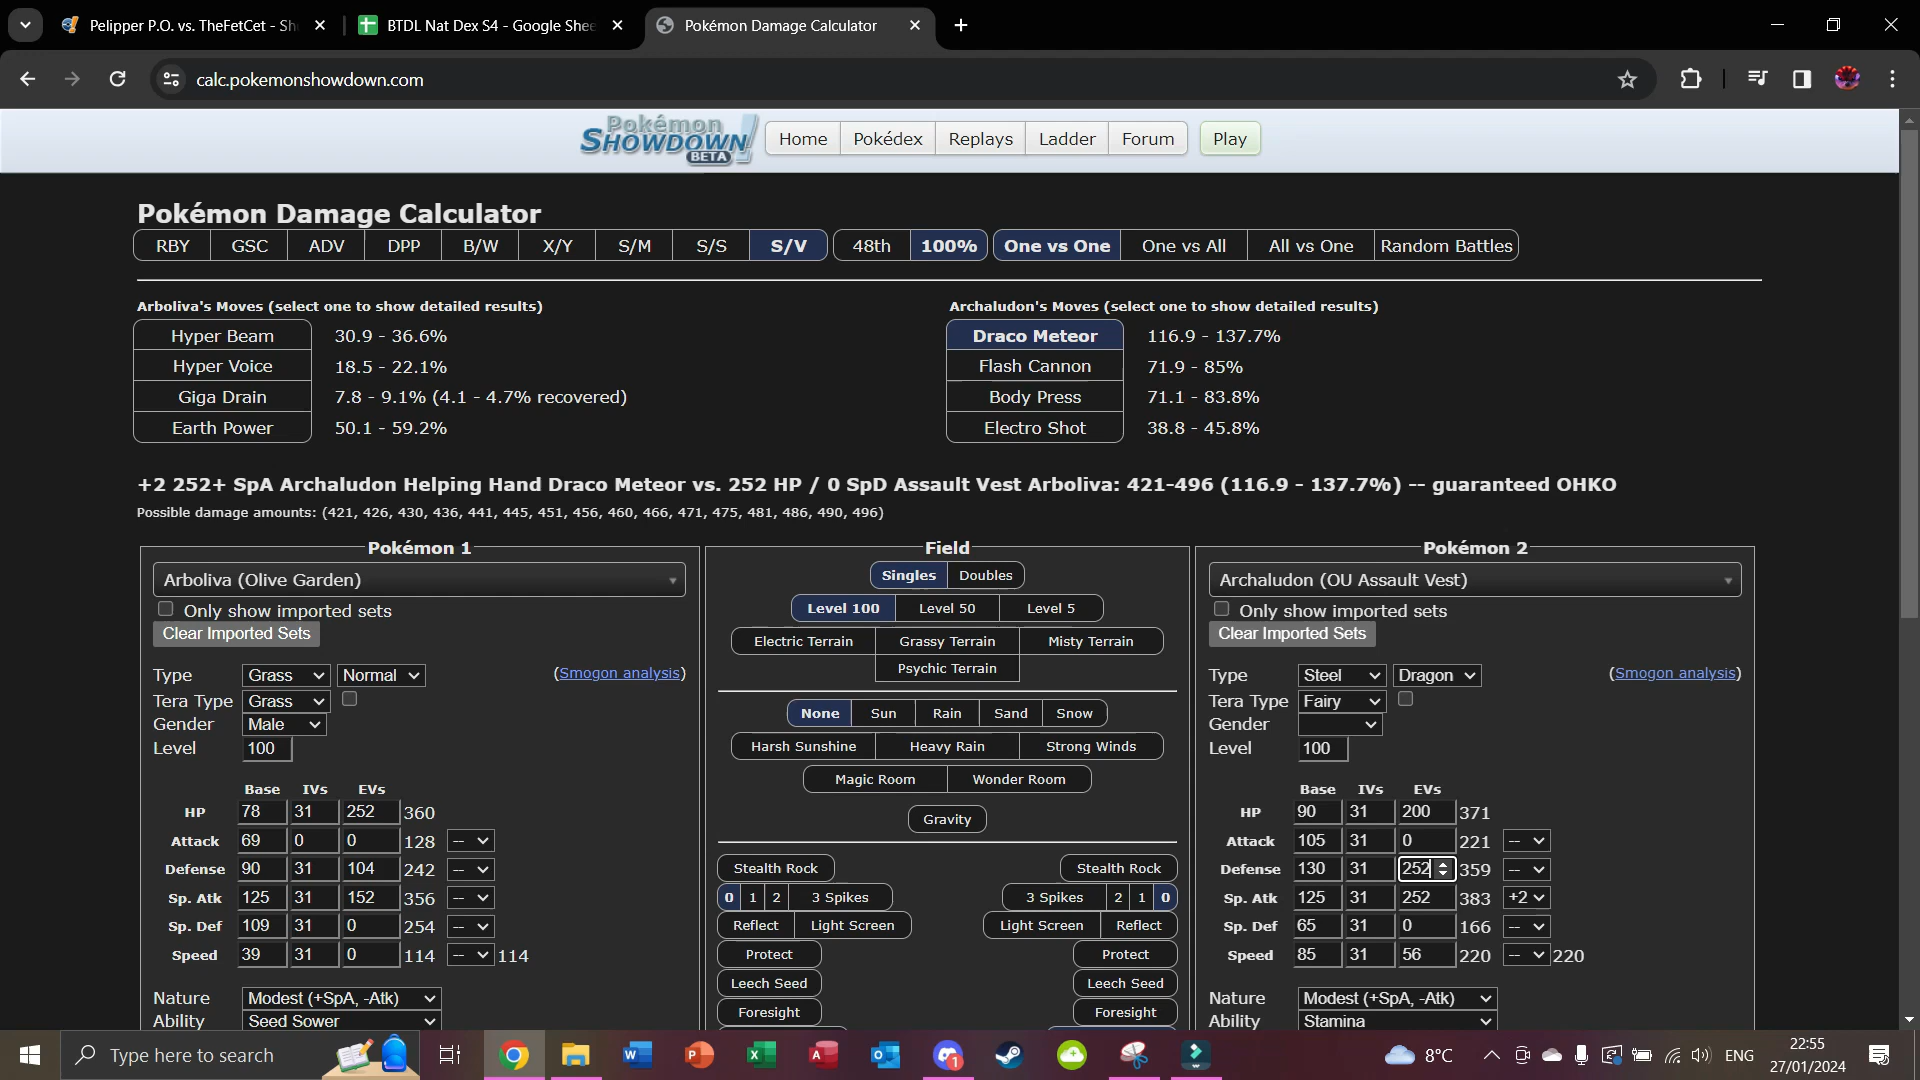 Pelipper P.O. vs. TheFetCet - Sh
BTDL Nat Dex S4 - Google Shee
Pokémon Damage Calculator
calc.pokemonshowdown.com
Pokémon SHOWDOWN! BETA
Home Pokédex Replays Ladder Forum Play
Pokémon Damage Calculator
RBY GSC ADV DPP B/W X/Y S/M S/S S/V 48th 100% One vs One One vs All All vs One Random Battles
Arboliva's Moves (select one to show detailed results)
Hyper Beam 30.9 - 36.6%
Hyper Voice 18.5 - 22.1%
Giga Drain 7.8 - 9.1% (4.1 - 4.7% recovered)
Earth Power 50.1 - 59.2%
Archaludon's Moves (select one to show detailed results)
Draco Meteor 116.9 - 137.7%
Flash Cannon 71.9 - 85%
Body Press 71.1 - 83.8%
Electro Shot 38.8 - 45.8%
+2 252+ SpA Archaludon Helping Hand Draco Meteor vs. 252 HP / 0 SpD Assault Vest Arboliva: 421-496 (116.9 - 137.7%) -- guaranteed OHKO
Possible damage amounts: (421, 426, 430, 436, 441, 445, 451, 456, 460, 466, 471, 475, 481, 486, 490, 496)
Pokémon 1
Arboliva (Olive Garden)
Only show imported sets
Clear Imported Sets
Type Grass Normal (Smogon analysis)
Tera Type Grass
Gender Male
Level 100
Base IVs EVs
HP 78 31 252 360
Attack 69 0 0 128 --
Defense 90 31 104 242 --
Sp. Atk 125 31 152 356 --
Sp. Def 109 31 0 254 --
Speed 39 31 0 114 -- 114
Nature Modest (+SpA, -Atk)
Ability Seed Sower
Field
Singles Doubles
Level 100 Level 50 Level 5
Electric Terrain Grassy Terrain Misty Terrain
Psychic Terrain
None Sun Rain Sand Snow
Harsh Sunshine Heavy Rain Strong Winds
Magic Room Wonder Room
Gravity
Stealth Rock Stealth Rock
0 1 2 3 Spikes 3 Spikes 2 1 0
Reflect Light Screen Light Screen Reflect
Protect Protect
Leech Seed Leech Seed
Foresight Foresight
Pokémon 2
Archaludon (OU Assault Vest)
Only show imported sets
Clear Imported Sets
Type Steel Dragon (Smogon analysis)
Tera Type Fairy
Gender
Level 100
Base IVs EVs
HP 90 31 200 371
Attack 105 31 0 221 --
Defense 130 31 252 359 --
Sp. Atk 125 31 252 383 +2
Sp. Def 65 31 0 166 --
Speed 85 31 56 220 -- 220
Nature Modest (+SpA, -Atk)
Ability Stamina
Type here to search
1
8°C
ENG
22:55
27/01/2024